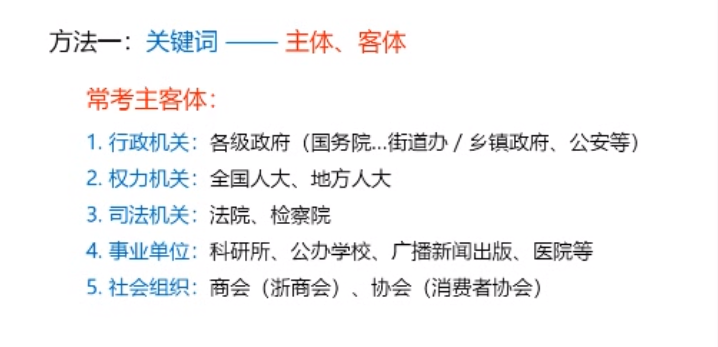 方法一：关键词 —— 主体、客体
常考主客体：
1. 行政机关：各级政府（国务院...街道办 / 乡镇政府、公安等）
2. 权力机关：全国人大、地方人大
3. 司法机关：法院、检察院
4. 事业单位：科研所、公办学校、广播新闻出版、医院等
5. 社会组织：商会（浙商会）、协会（消费者协会）